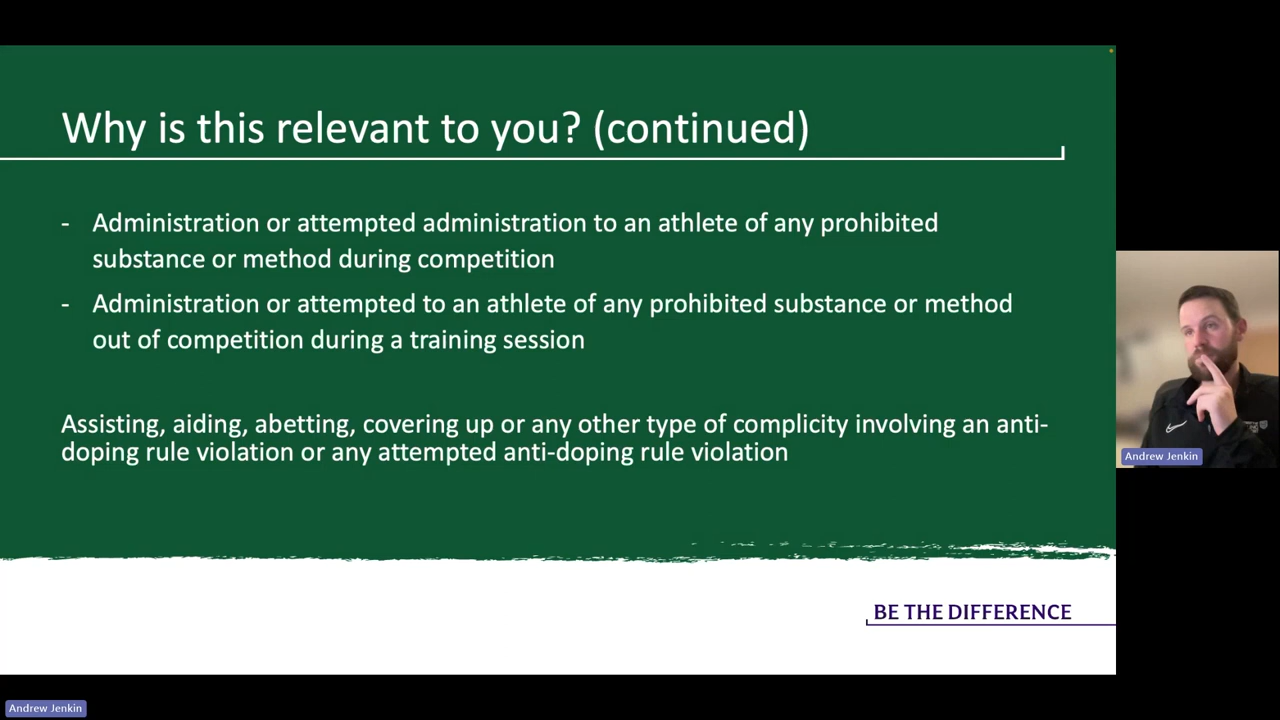 Why is this relevant to you? (continued)
- Administration or attempted administration to an athlete of any prohibited
substance or method during competition
- Administration or attempted to an athlete of any prohibited substance or method
out of competition during a training session
Assisting, aiding, abetting, covering up or any other type of complicity involving an anti-
doping rule violation or any attempted anti-doping rule violation
BE THE DIFFERENCE
Andrew Jenkin
Andrew Jenkin